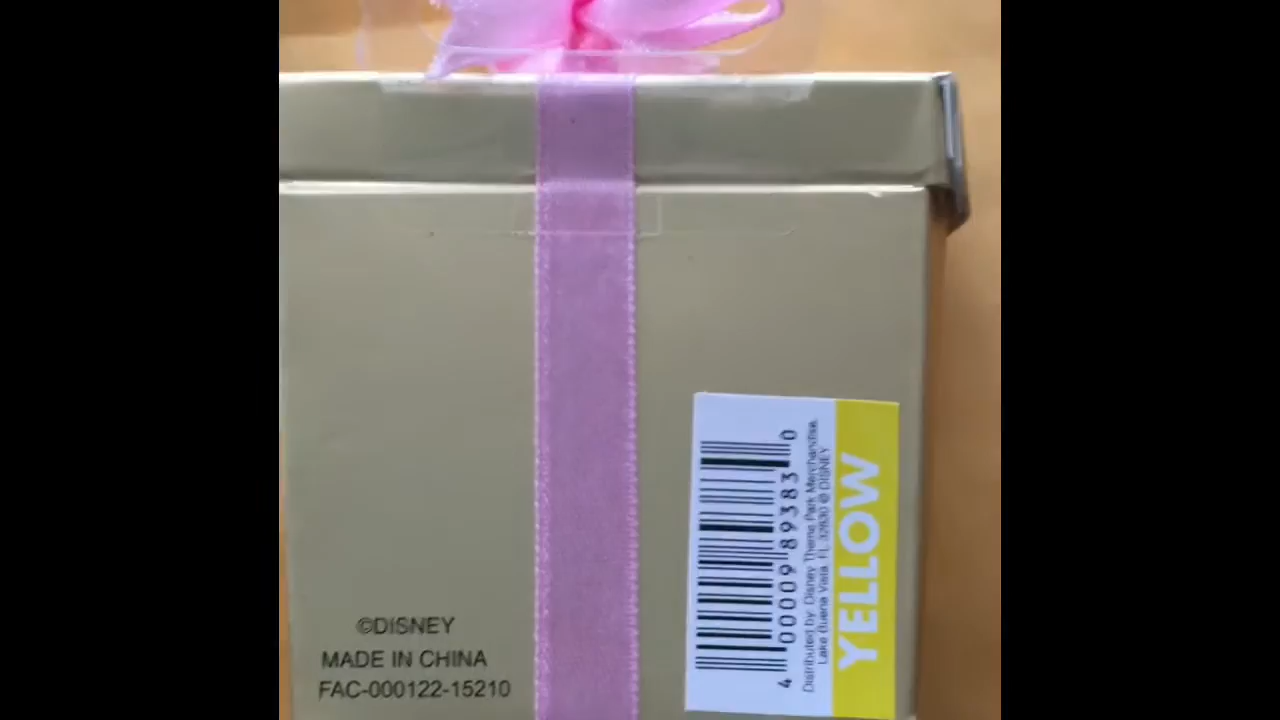 ©DISNEY
MADE IN CHINA
FAC-000122-15210
4 00009 89383 0
Distributed by: Disney Theme Park Merchandise,
Lake Buena Vista, FL 32830 © DISNEY
YELLOW